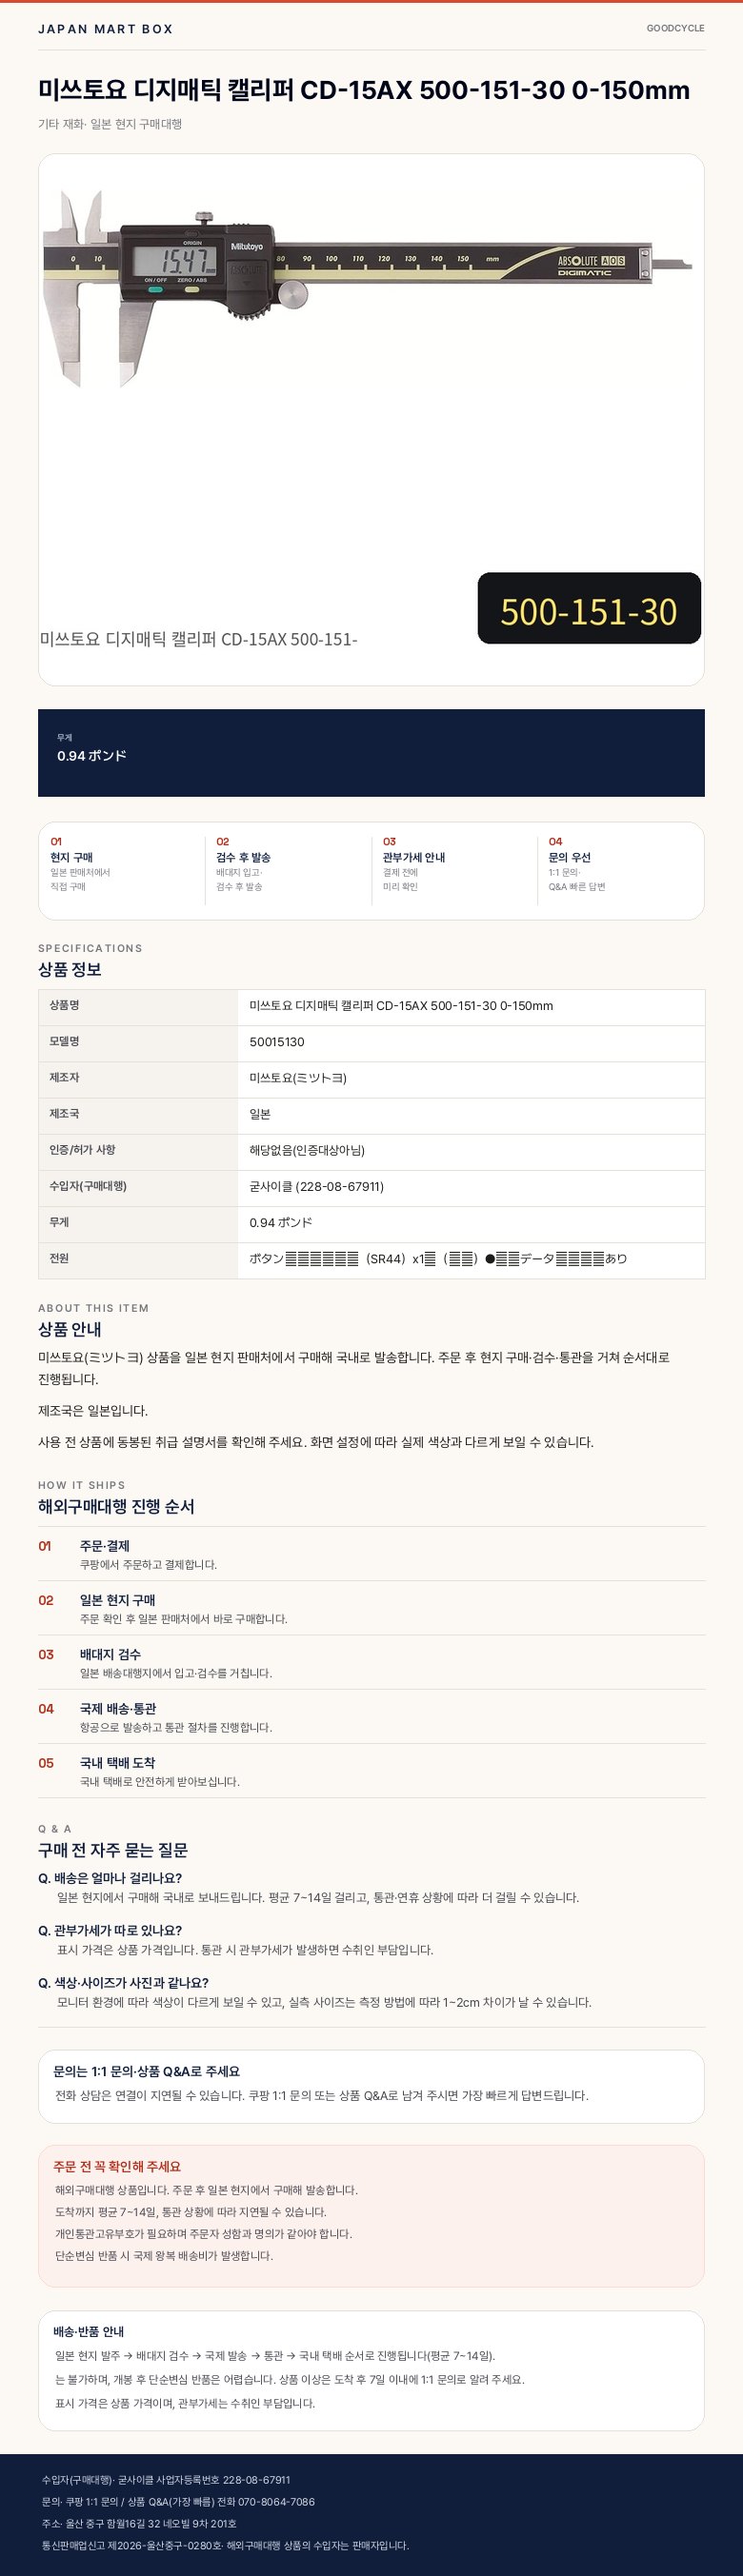 JAPAN MART BOX
GOODCYCLE
미쓰토요 디지매틱 캘리퍼 CD-15AX 500-151-30 0-150mm
기타 재화· 일본 현지 구매대행
ORIGIN
Mitutoyo
15.47
ABSOLUTE
ON / OFF ZERO / ABS
0 10 80 90 100 110 120 130 140 150 mm
ABSOLUTE AOS
DIGIMATIC
500-151-30
미쓰토요 디지매틱 캘리퍼 CD-15AX 500-151-
무게
0.94 ポンド
01
현지 구매
일본 판매처에서
직접 구매
02
검수 후 발송
배대지 입고·
검수 후 발송
03
관부가세 안내
결제 전에
미리 확인
04
문의 우선
1:1 문의·
Q&A 빠른 답변
SPECIFICATIONS
상품 정보
상품명 미쓰토요 디지매틱 캘리퍼 CD-15AX 500-151-30 0-150mm
모델명 50015130
제조자 미쓰토요(ミツトヨ)
제조국 일본
인증/허가 사항 해당없음(인증대상아님)
수입자(구매대행) 굳사이클 (228-08-67911)
무게 0.94 ポンド
전원 ボタン (SR44) x1 ( ) ● データ あり
ABOUT THIS ITEM
상품 안내
미쓰토요(ミツトヨ) 상품을 일본 현지 판매처에서 구매해 국내로 발송합니다. 주문 후 현지 구매·검수·통관을 거쳐 순서대로
진행됩니다.
제조국은 일본입니다.
사용 전 상품에 동봉된 취급 설명서를 확인해 주세요. 화면 설정에 따라 실제 색상과 다르게 보일 수 있습니다.
HOW IT SHIPS
해외구매대행 진행 순서
01 주문·결제
쿠팡에서 주문하고 결제합니다.
02 일본 현지 구매
주문 확인 후 일본 판매처에서 바로 구매합니다.
03 배대지 검수
일본 배송대행지에서 입고·검수를 거칩니다.
04 국제 배송·통관
항공으로 발송하고 통관 절차를 진행합니다.
05 국내 택배 도착
국내 택배로 안전하게 받아보십니다.
Q & A
구매 전 자주 묻는 질문
Q. 배송은 얼마나 걸리나요?
일본 현지에서 구매해 국내로 보내드립니다. 평균 7~14일 걸리고, 통관·연휴 상황에 따라 더 걸릴 수 있습니다.
Q. 관부가세가 따로 있나요?
표시 가격은 상품 가격입니다. 통관 시 관부가세가 발생하면 수취인 부담입니다.
Q. 색상·사이즈가 사진과 같나요?
모니터 환경에 따라 색상이 다르게 보일 수 있고, 실측 사이즈는 측정 방법에 따라 1~2cm 차이가 날 수 있습니다.
문의는 1:1 문의·상품 Q&A로 주세요
전화 상담은 연결이 지연될 수 있습니다. 쿠팡 1:1 문의 또는 상품 Q&A로 남겨 주시면 가장 빠르게 답변드립니다.
주문 전 꼭 확인해 주세요
해외구매대행 상품입니다. 주문 후 일본 현지에서 구매해 발송합니다.
도착까지 평균 7~14일, 통관 상황에 따라 지연될 수 있습니다.
개인통관고유부호가 필요하며 주문자 성함과 명의가 같아야 합니다.
단순변심 반품 시 국제 왕복 배송비가 발생합니다.
배송·반품 안내
일본 현지 발주 → 배대지 검수 → 국제 발송 → 통관 → 국내 택배 순서로 진행됩니다(평균 7~14일).
는 불가하며, 개봉 후 단순변심 반품은 어렵습니다. 상품 이상은 도착 후 7일 이내에 1:1 문의로 알려 주세요.
표시 가격은 상품 가격이며, 관부가세는 수취인 부담입니다.
수입자(구매대행)· 굳사이클 사업자등록번호 228-08-67911
문의· 쿠팡 1:1 문의 / 상품 Q&A(가장 빠름) 전화 070-8064-7086
주소· 울산 중구 함월16길 32 네오빌 9차 201호
통신판매업신고 제2026-울산중구-0280호· 해외구매대행 상품의 수입자는 판매자입니다.